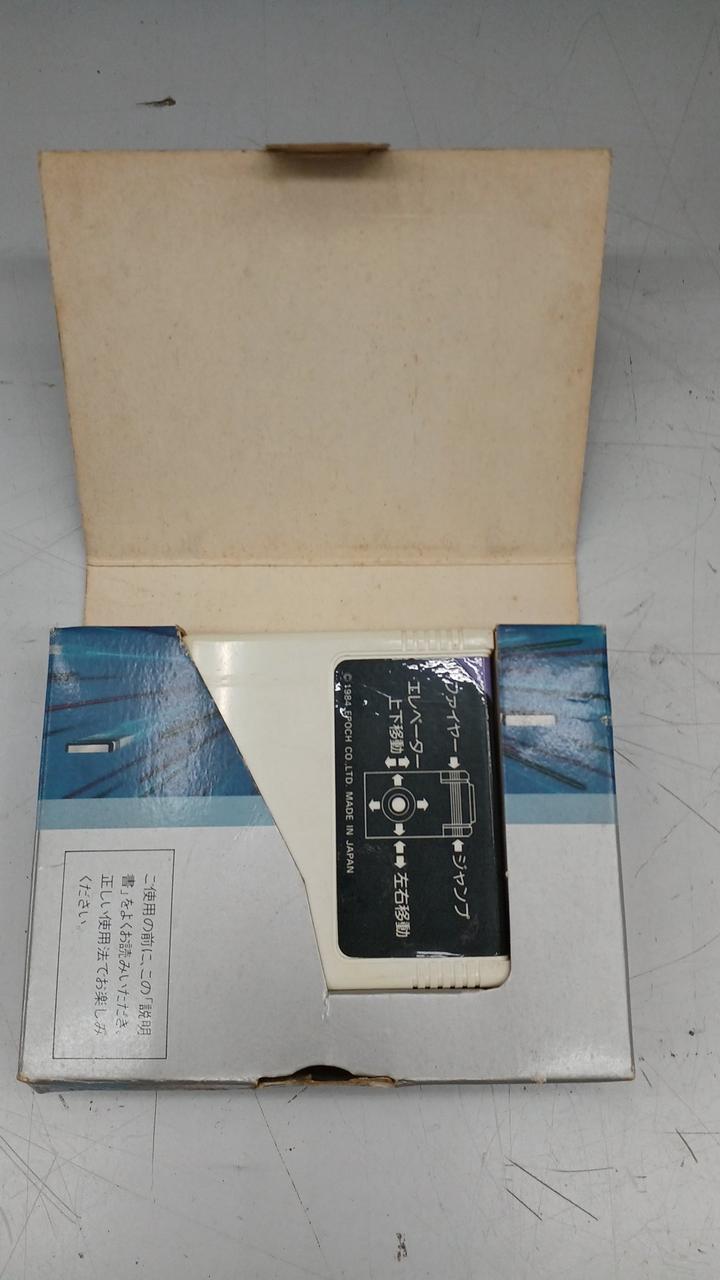 ファイヤー
エレベーター
上下移動
ジャンプ
左右移動
©1984 EPOCH CO.,LTD. MADE IN JAPAN
ご使用の前に、この「説明
書」をよくお読みいただき、
正しい使用法でお楽しみ
ください。